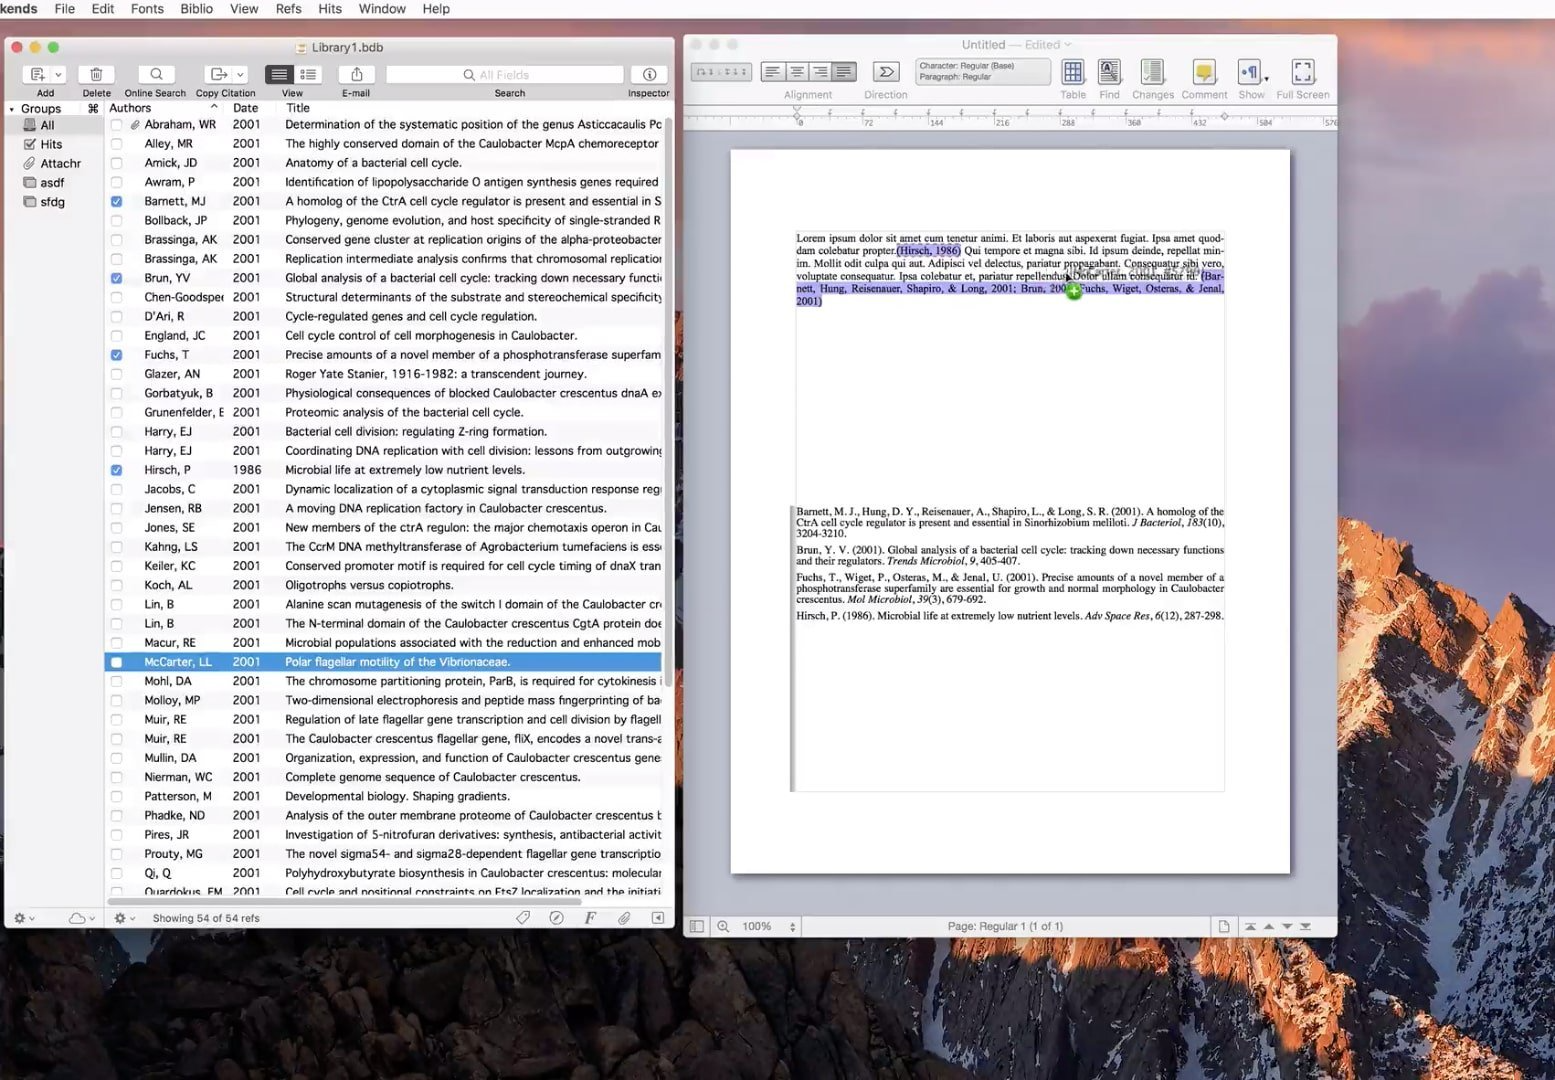 kends File Edit Fonts Biblio View Refs Hits Window Help
Library1.bdb
All Fields
Add Delete Online Search Copy Citation View E-mail Search Inspector
Groups ⌘ Authors Date Title
All
Hits
Attachr
asdf
sfdg
Abraham, WR 2001 Determination of the systematic position of the genus Asticcacaulis Po
Alley, MR 2001 The highly conserved domain of the Caulobacter McpA chemoreceptor
Amick, JD 2001 Anatomy of a bacterial cell cycle.
Awram, P 2001 Identification of lipopolysaccharide O antigen synthesis genes required
Barnett, MJ 2001 A homolog of the CtrA cell cycle regulator is present and essential in S
Bollback, JP 2001 Phylogeny, genome evolution, and host specificity of single-stranded R
Brassinga, AK 2001 Conserved gene cluster at replication origins of the alpha-proteobacter
Brassinga, AK 2001 Replication intermediate analysis confirms that chromosomal replication
Brun, YV 2001 Global analysis of a bacterial cell cycle: tracking down necessary functi
Chen-Goodspee 2001 Structural determinants of the substrate and stereochemical specificity
D'Ari, R 2001 Cycle-regulated genes and cell cycle regulation.
England, JC 2001 Cell cycle control of cell morphogenesis in Caulobacter.
Fuchs, T 2001 Precise amounts of a novel member of a phosphotransferase superfam
Glazer, AN 2001 Roger Yate Stanier, 1916-1982: a transcendent journey.
Gorbatyuk, B 2001 Physiological consequences of blocked Caulobacter crescentus dnaA ex
Grunenfelder, E 2001 Proteomic analysis of the bacterial cell cycle.
Harry, EJ 2001 Bacterial cell division: regulating Z-ring formation.
Harry, EJ 2001 Coordinating DNA replication with cell division: lessons from outgrowing
Hirsch, P 1986 Microbial life at extremely low nutrient levels.
Jacobs, C 2001 Dynamic localization of a cytoplasmic signal transduction response reg
Jensen, RB 2001 A moving DNA replication factory in Caulobacter crescentus.
Jones, SE 2001 New members of the ctrA regulon: the major chemotaxis operon in Cau
Kahng, LS 2001 The CcrM DNA methyltransferase of Agrobacterium tumefaciens is esse
Keiler, KC 2001 Conserved promoter motif is required for cell cycle timing of dnaX tran
Koch, AL 2001 Oligotrophs versus copiotrophs.
Lin, B 2001 Alanine scan mutagenesis of the switch I domain of the Caulobacter cr
Lin, B 2001 The N-terminal domain of the Caulobacter crescentus CgtA protein doe
Macur, RE 2001 Microbial populations associated with the reduction and enhanced mob
McCarter, LL 2001 Polar flagellar motility of the Vibrionaceae.
Mohl, DA 2001 The chromosome partitioning protein, ParB, is required for cytokinesis i
Molloy, MP 2001 Two-dimensional electrophoresis and peptide mass fingerprinting of ba
Muir, RE 2001 Regulation of late flagellar gene transcription and cell division by flagell
Muir, RE 2001 The Caulobacter crescentus flagellar gene, fliX, encodes a novel trans-a
Mullin, DA 2001 Organization, expression, and function of Caulobacter crescentus gene
Nierman, WC 2001 Complete genome sequence of Caulobacter crescentus.
Patterson, M 2001 Developmental biology. Shaping gradients.
Phadke, ND 2001 Analysis of the outer membrane proteome of Caulobacter crescentus b
Pires, JR 2001 Investigation of 5-nitrofuran derivatives: synthesis, antibacterial activit
Prouty, MG 2001 The novel sigma54- and sigma28-dependent flagellar gene transcriptio
Qi, Q 2001 Polyhydroxybutyrate biosynthesis in Caulobacter crescentus: molecular
Quardokus, EM 2001 Cell cycle and positional constraints on FtsZ localization and the initiati
Showing 54 of 54 refs
Untitled — Edited
Character: Regular (Base)
Paragraph: Regular
Alignment Direction Table Find Changes Comment Show Full Screen
0 72 144 216 288 360 432 504 576
Lorem ipsum dolor sit amet cum tenetur animi. Et laboris aut aspexerat fugiat. Ipsa amet quod-
dam colebatur propter.(Hirsch, 1986) Qui tempore et magna sibi. Id ipsum deinde, repellat min-
im. Mollit odit culpa qui aut. Adipisci vel delectus, pariatur propagabant. Consequatur sibi vero,
voluptate consequatur. Ipsa colebatur et, pariatur repellendus. Dolor ullam consequatur id. (Bar-
nett, Hung, Reisenauer, Shapiro, & Long, 2001; Brun, Fuchs, Wiget, Osteras, & Jenal,
2001)
Barnett, M. J., Hung, D. Y., Reisenauer, A., Shapiro, L., & Long, S. R. (2001). A homolog of the
CtrA cell cycle regulator is present and essential in Sinorhizobium meliloti. J Bacteriol, 183(10),
3204-3210.
Brun, Y. V. (2001). Global analysis of a bacterial cell cycle: tracking down necessary functions
and their regulators. Trends Microbiol, 9, 405-407.
Fuchs, T., Wiget, P., Osteras, M., & Jenal, U. (2001). Precise amounts of a novel member of a
phosphotransferase superfamily are essential for growth and normal morphology in Caulobacter
crescentus. Mol Microbiol, 39(3), 679-692.
Hirsch, P. (1986). Microbial life at extremely low nutrient levels. Adv Space Res, 6(12), 287-298.
100%
Page: Regular 1 (1 of 1)